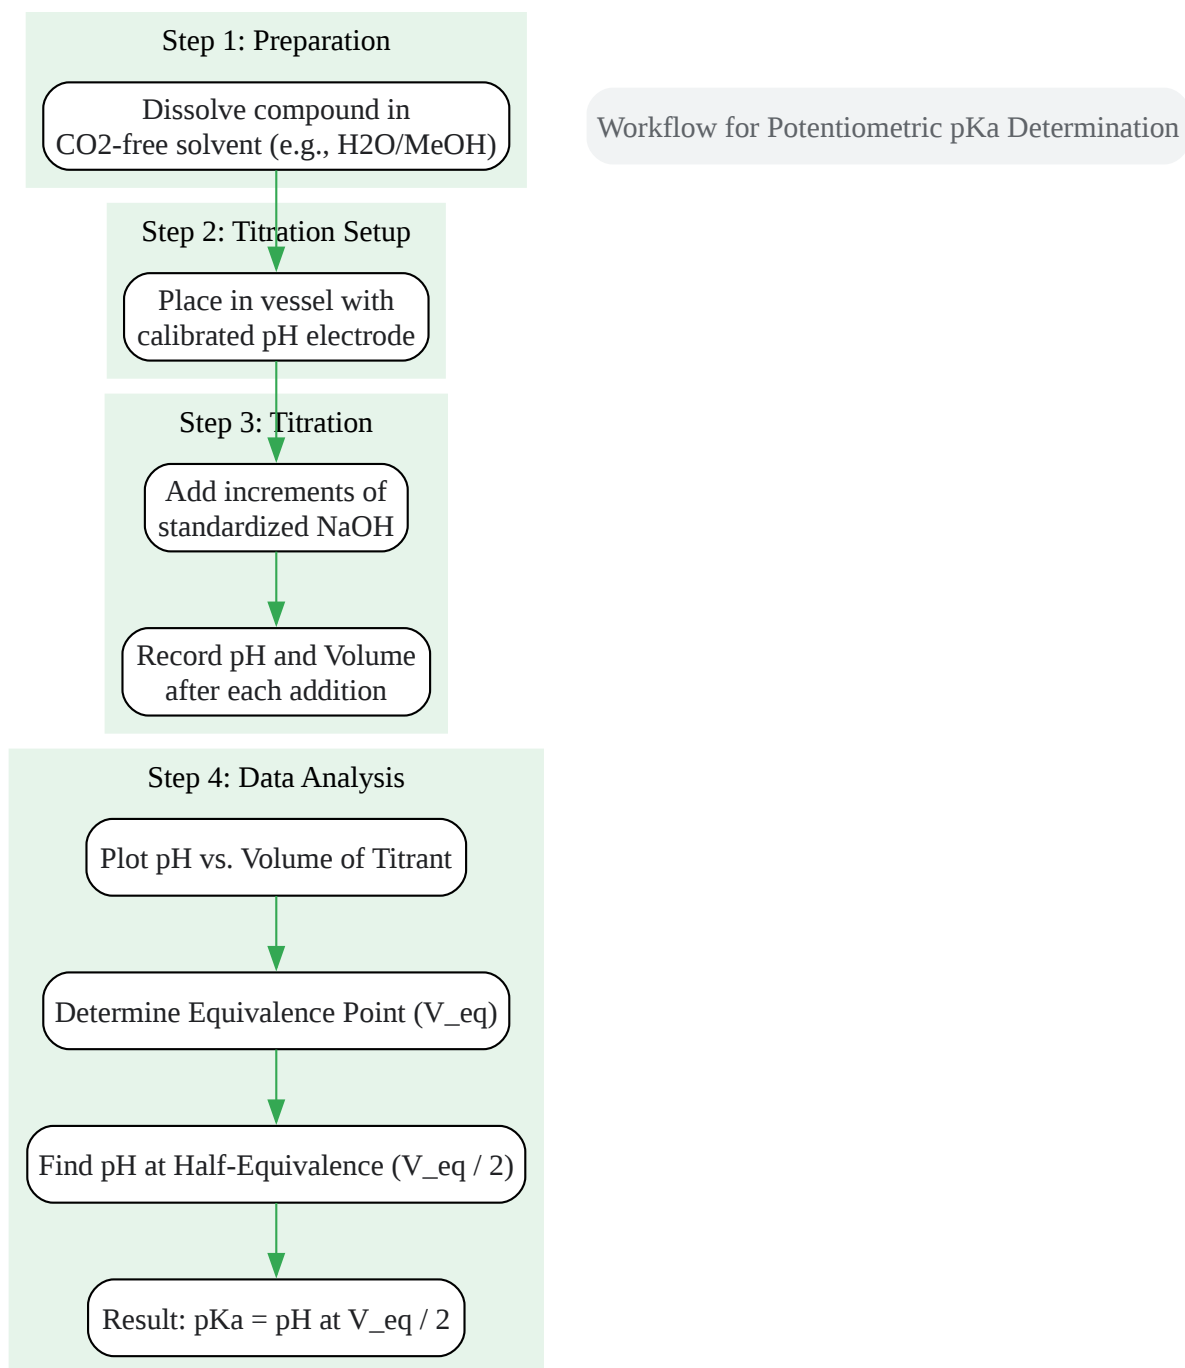 Step 1: Preparation
Dissolve compound in
CO2-free solvent (e.g., H2O/MeOH)
Workflow for Potentiometric pKa Determination
Step 2: Titration Setup
Place in vessel with
calibrated pH electrode
Step 3: Titration
Add increments of
standardized NaOH
Record pH and Volume
after each addition
Step 4: Data Analysis
Plot pH vs. Volume of Titrant
Determine Equivalence Point (V_eq)
Find pH at Half-Equivalence (V_eq / 2)
Result: pKa = pH at V_eq / 2